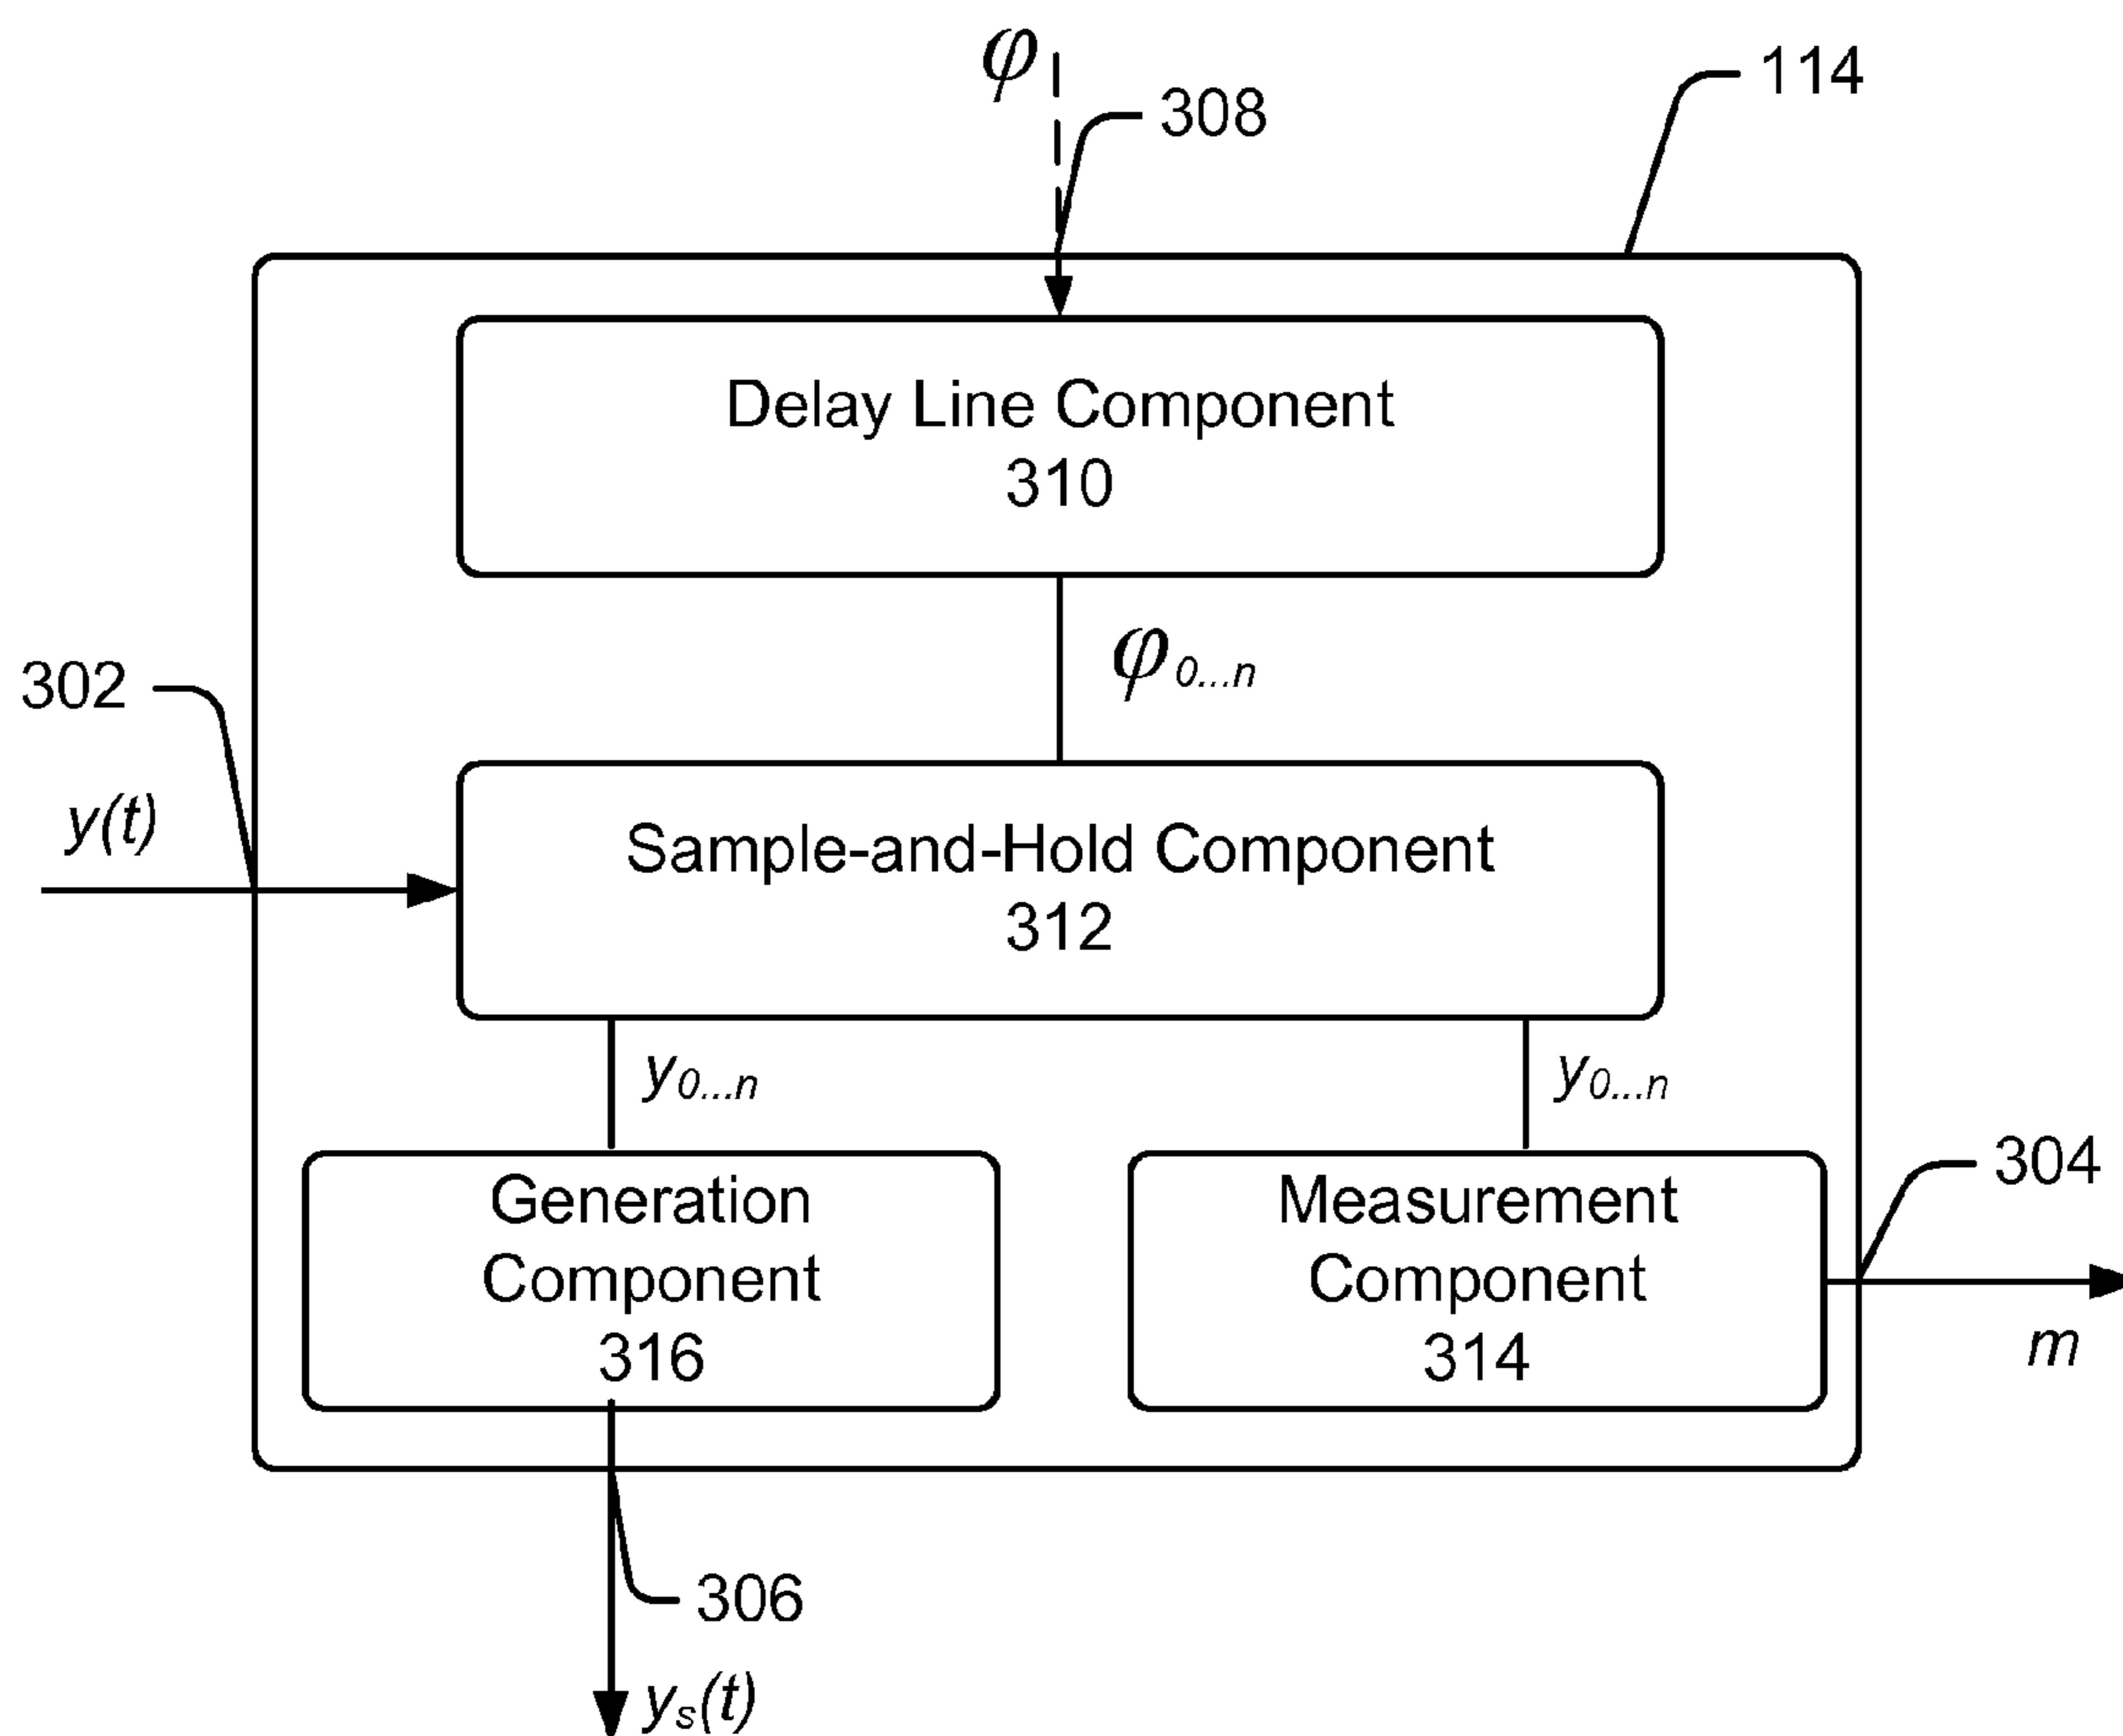 φ
114
308
Delay Line Component
310
φ0...n
302
y(t)
Sample-and-Hold Component
312
y0...n
y0...n
304
Generation
Component
316
Measurement
Component
314
m
306
ys(t)